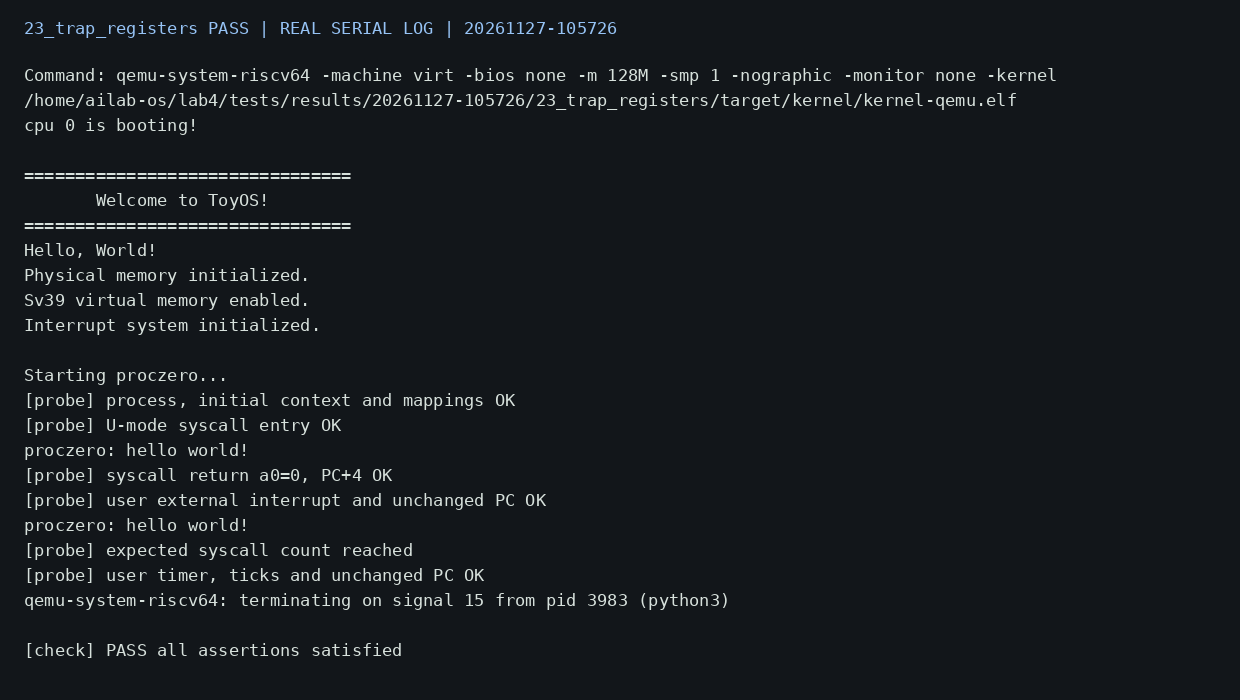 23_trap_registers PASS | REAL SERIAL LOG | 20261127-105726
Command: qemu-system-riscv64 -machine virt -bios none -m 128M -smp 1 -nographic -monitor none -kernel
/home/ailab-os/lab4/tests/results/20261127-105726/23_trap_registers/target/kernel/kernel-qemu.elf
cpu 0 is booting!
================================
Welcome to ToyOS!
================================
Hello, World!
Physical memory initialized.
Sv39 virtual memory enabled.
Interrupt system initialized.
Starting proczero...
[probe] process, initial context and mappings OK
[probe] U-mode syscall entry OK
proczero: hello world!
[probe] syscall return a0=0, PC+4 OK
[probe] user external interrupt and unchanged PC OK
proczero: hello world!
[probe] expected syscall count reached
[probe] user timer, ticks and unchanged PC OK
qemu-system-riscv64: terminating on signal 15 from pid 3983 (python3)
[check] PASS all assertions satisfied